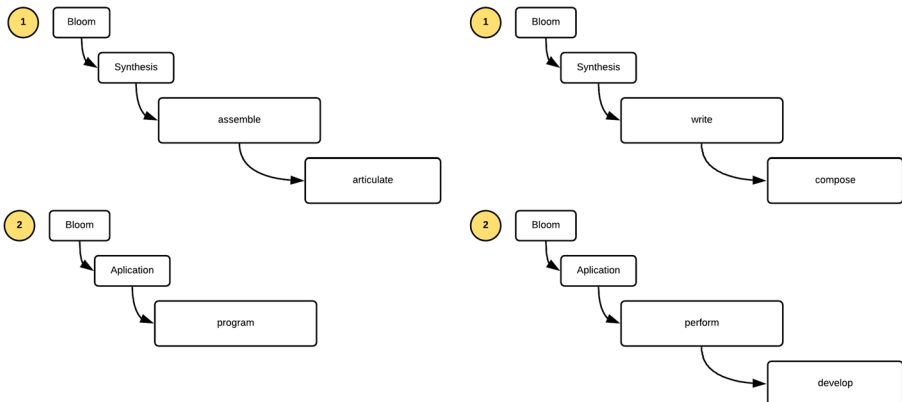 1
Bloom
Synthesis
assemble
articulate
1
Bloom
Synthesis
write
compose
2
Bloom
Aplication
program
2
Bloom
Aplication
perform
develop